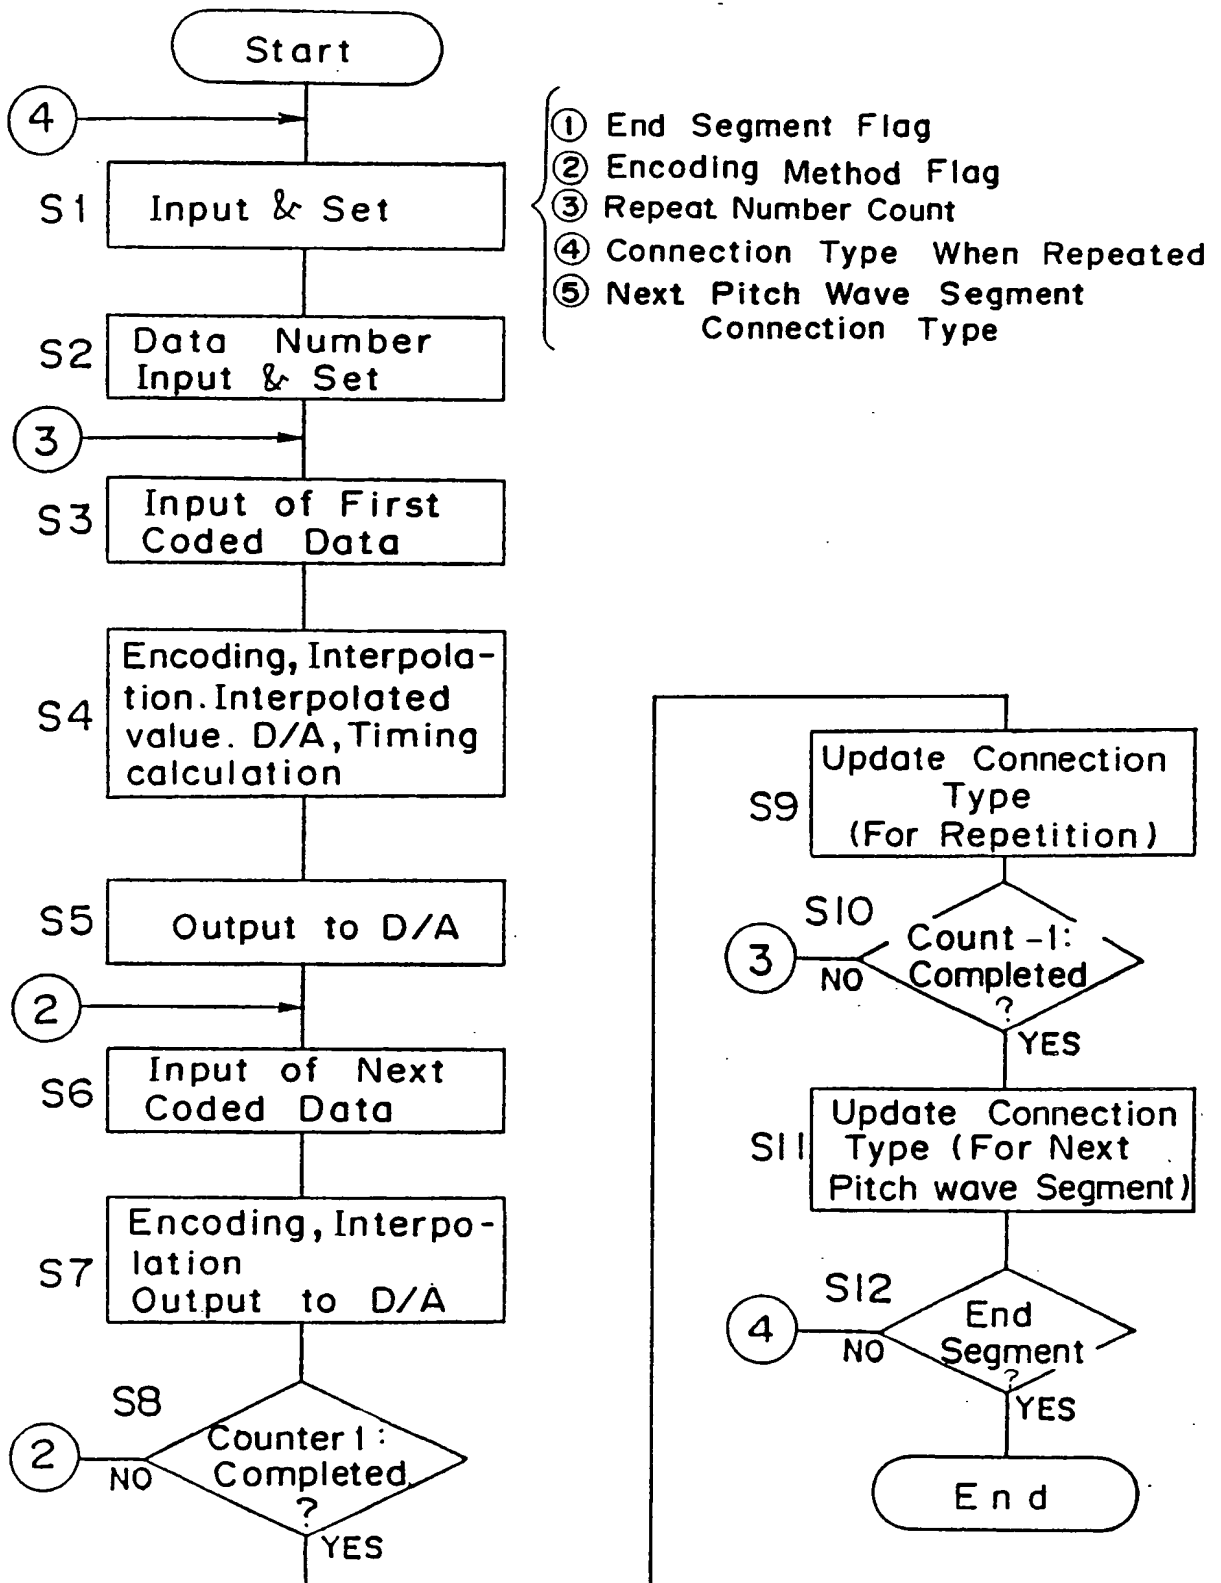 Start
④
① End Segment Flag
② Encoding Method Flag
③ Repeat Number Count
④ Connection Type When Repeated
⑤ Next Pitch Wave Segment
Connection Type
S1
Input & Set
S2
Data Number
Input & Set
③
S3
Input of First
Coded Data
S4
Encoding, Interpola-
tion. Interpolated
value. D/A, Timing
calculation
S5
Output to D/A
②
S6
Input of Next
Coded Data
S7
Encoding, Interpo-
lation
Output to D/A
S8
Counter 1:
Completed
?
②
NO
YES
S9
Update Connection
Type
(For Repetition)
S10
Count -1:
Completed
?
③
NO
YES
S11
Update Connection
Type (For Next
Pitch wave Segment)
S12
End
Segment
?
④
NO
YES
End